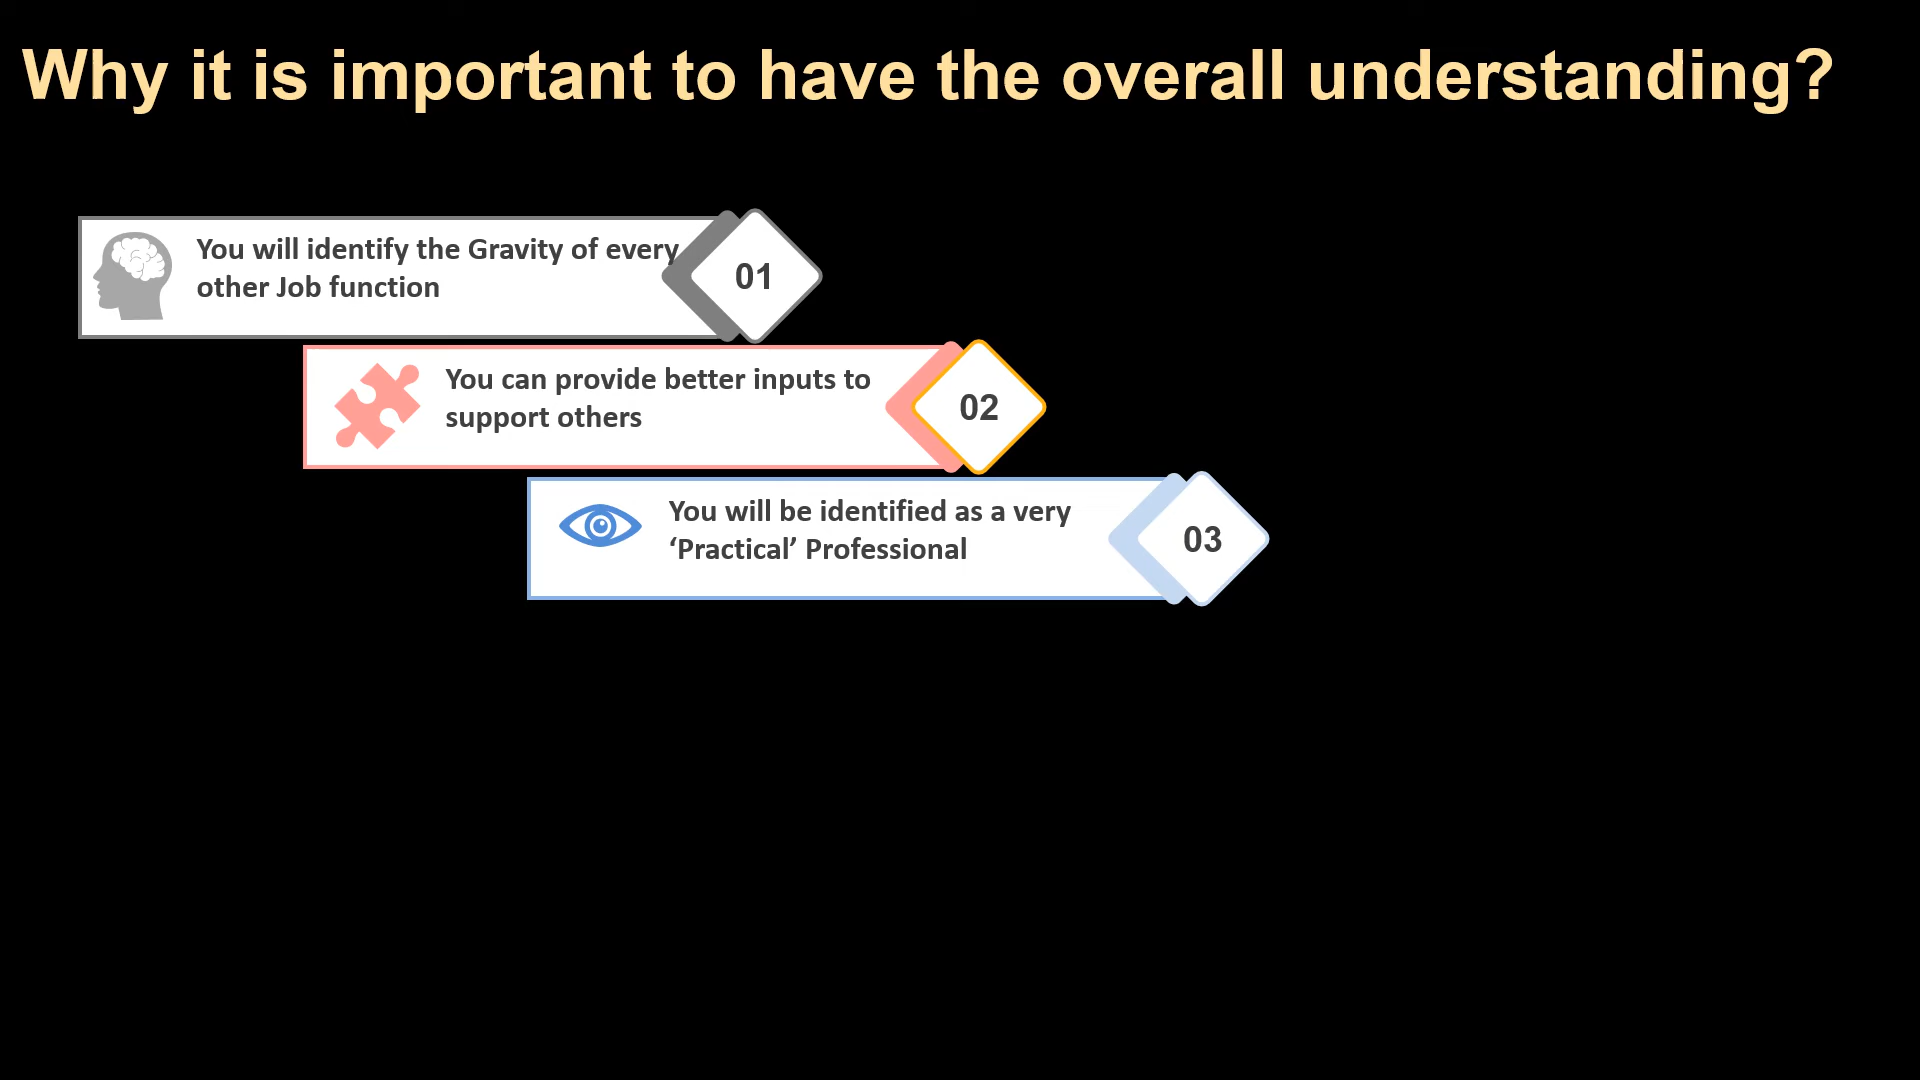 Why it is important to have the overall understanding?
You will identify the Gravity of every
other Job function
01
You can provide better inputs to
support others
02
You will be identified as a very
‘Practical’ Professional
03